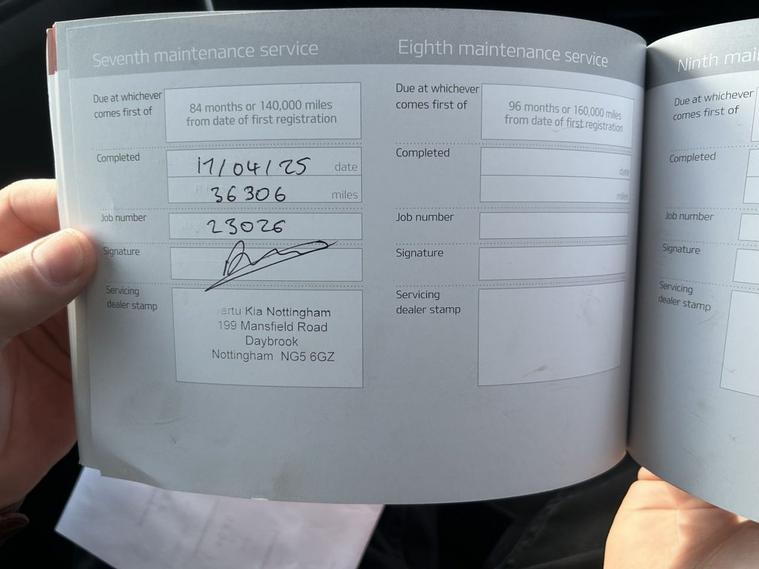 Seventh maintenance service
Due at whichever
comes first of
84 months or 140,000 miles
from date of first registration
Completed
17/04/25 date
36306 miles
Job number
23026
Signature
Servicing
dealer stamp
Kia Nottingham
199 Mansfield Road
Daybrook
Nottingham NG5 6GZ
Eighth maintenance service
Due at whichever
comes first of
96 months or 160,000 miles
from date of first registration
Completed
date
miles
Job number
Signature
Servicing
dealer stamp
Ninth
Due at whichever
comes first of
Completed
Job number
Signature
Servicing
dealer stamp